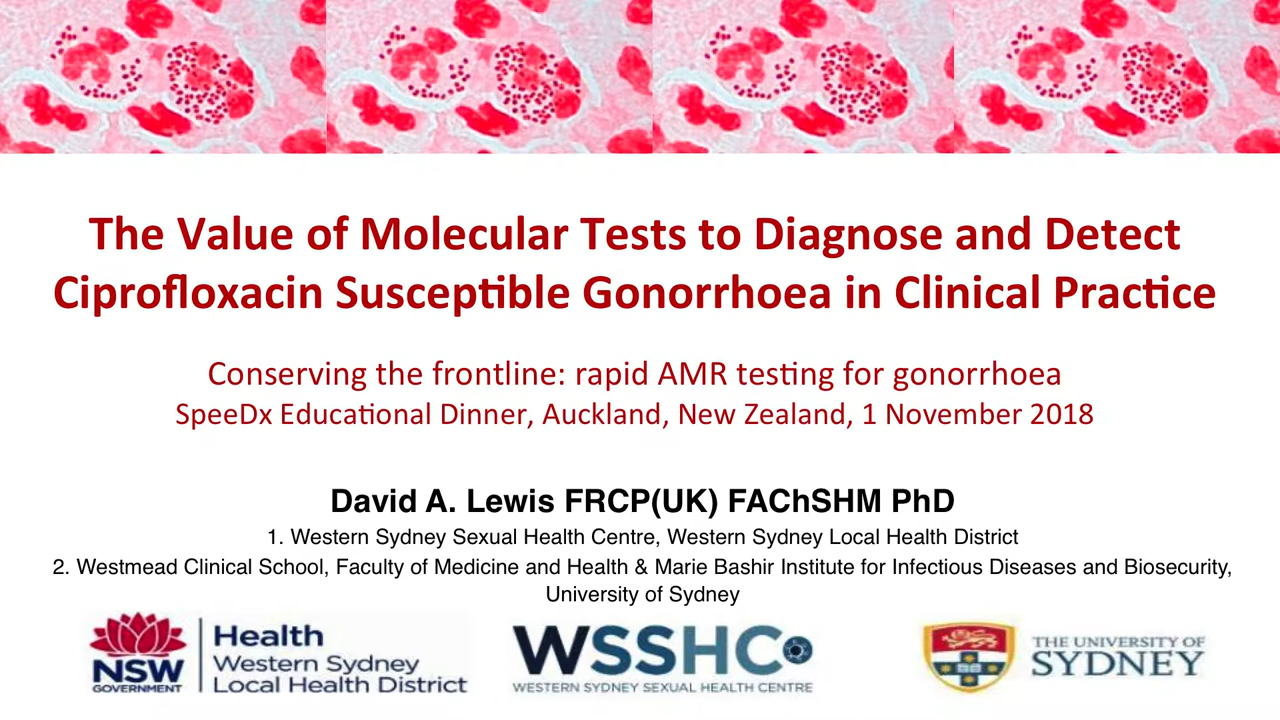 The Value of Molecular Tests to Diagnose and Detect
Ciprofloxacin Susceptible Gonorrhoea in Clinical Practice
Conserving the frontline: rapid AMR testing for gonorrhoea
SpeeDx Educational Dinner, Auckland, New Zealand, 1 November 2018
David A. Lewis FRCP(UK) FAChSHM PhD
1. Western Sydney Sexual Health Centre, Western Sydney Local Health District
2. Westmead Clinical School, Faculty of Medicine and Health & Marie Bashir Institute for Infectious Diseases and Biosecurity,
University of Sydney
NSW
GOVERNMENT
Health
Western Sydney
Local Health District
WSSHC
WESTERN SYDNEY SEXUAL HEALTH CENTRE
THE UNIVERSITY OF
SYDNEY